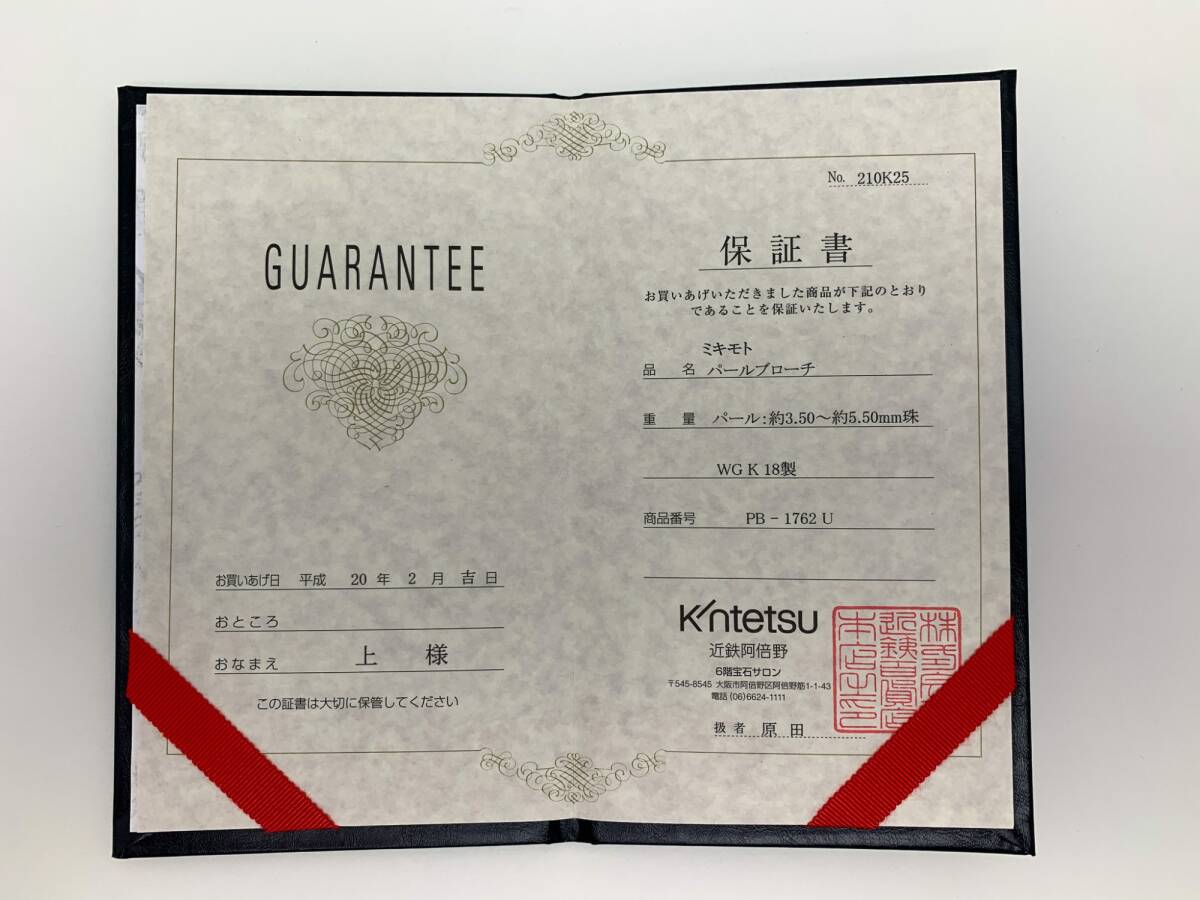 GUARANTEE
お買いあげ日 平成 20 年 2 月 吉 日
おところ
おなまえ 上 様
この証書は大切に保管してください
No. 210K25
保証書
お買いあげいただきました商品が下記のとおり
であることを保証いたします。
ミキモト
品名 パールブローチ
重量 パール:約3.50〜約5.50mm珠
WG K 18製
商品番号 PB - 1762 U
Kintetsu
近鉄阿倍野
6階宝石サロン
〒545-8545 大阪市阿倍野区阿倍野筋1-1-43
電話(06)6624-1111
扱者 原田